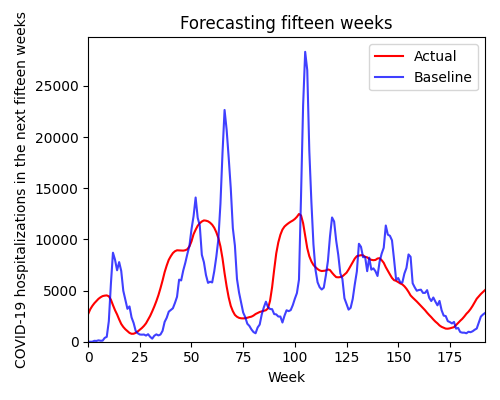 Forecasting fifteen weeks
COVID-19 hospitalizations in the next fifteen weeks
25000
20000
15000
10000
5000
0
Actual
Baseline
0 25 50 75 100 125 150 175
Week